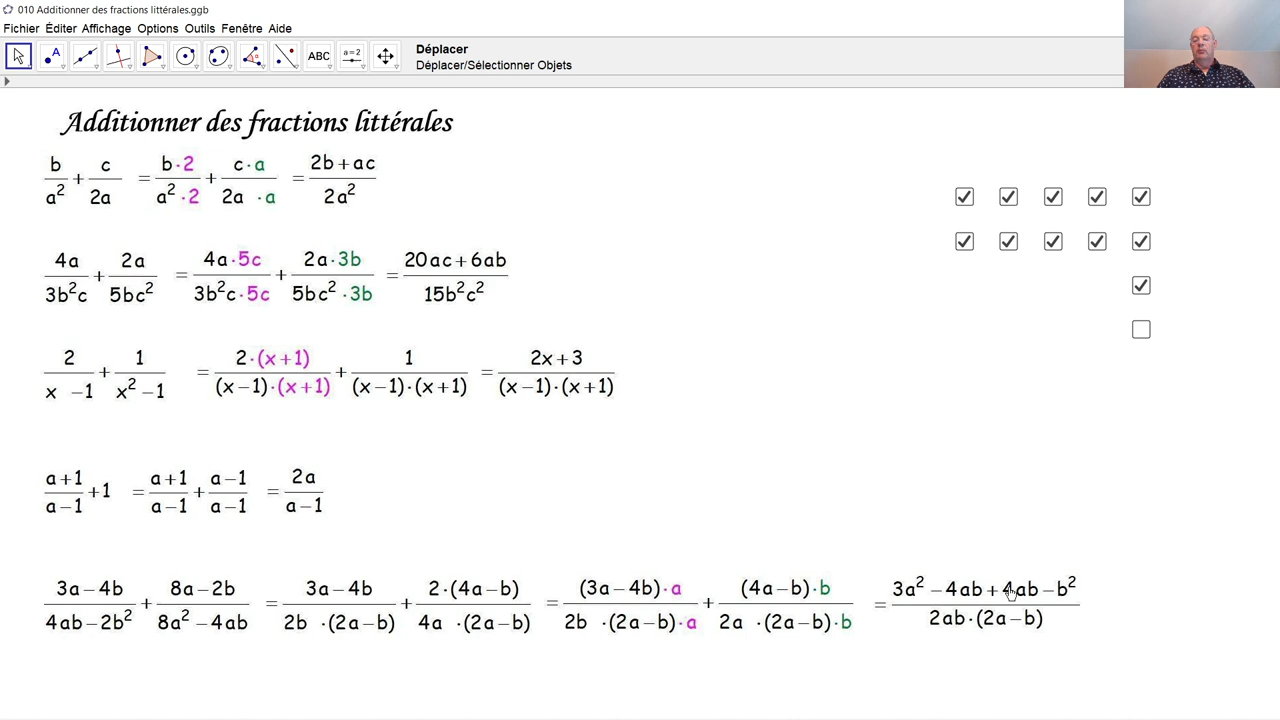 010 Additionner des fractions littérales.ggb
Fichier Éditer Affichage Options Outils Fenêtre Aide
A ABC a=2 Déplacer
Déplacer/Sélectionner Objets
Additionner des fractions littérales
b/a² + c/2a = b·2/a²·2 + c·a/2a·a = 2b+ac/2a²
4a/3b²c + 2a/5bc² = 4a·5c/3b²c·5c + 2a·3b/5bc²·3b = 20ac+6ab/15b²c²
2/x−1 + 1/x²−1 = 2·(x+1)/(x−1)·(x+1) + 1/(x−1)·(x+1) = 2x+3/(x−1)·(x+1)
a+1/a−1 +1 = a+1/a−1 + a−1/a−1 = 2a/a−1
3a−4b/4ab−2b² + 8a−2b/8a²−4ab = 3a−4b/2b·(2a−b) + 2·(4a−b)/4a·(2a−b) = (3a−4b)·a/2b·(2a−b)·a + (4a−b)·b/2a·(2a−b)·b = 3a²−4ab+4ab−b²/2ab·(2a−b)